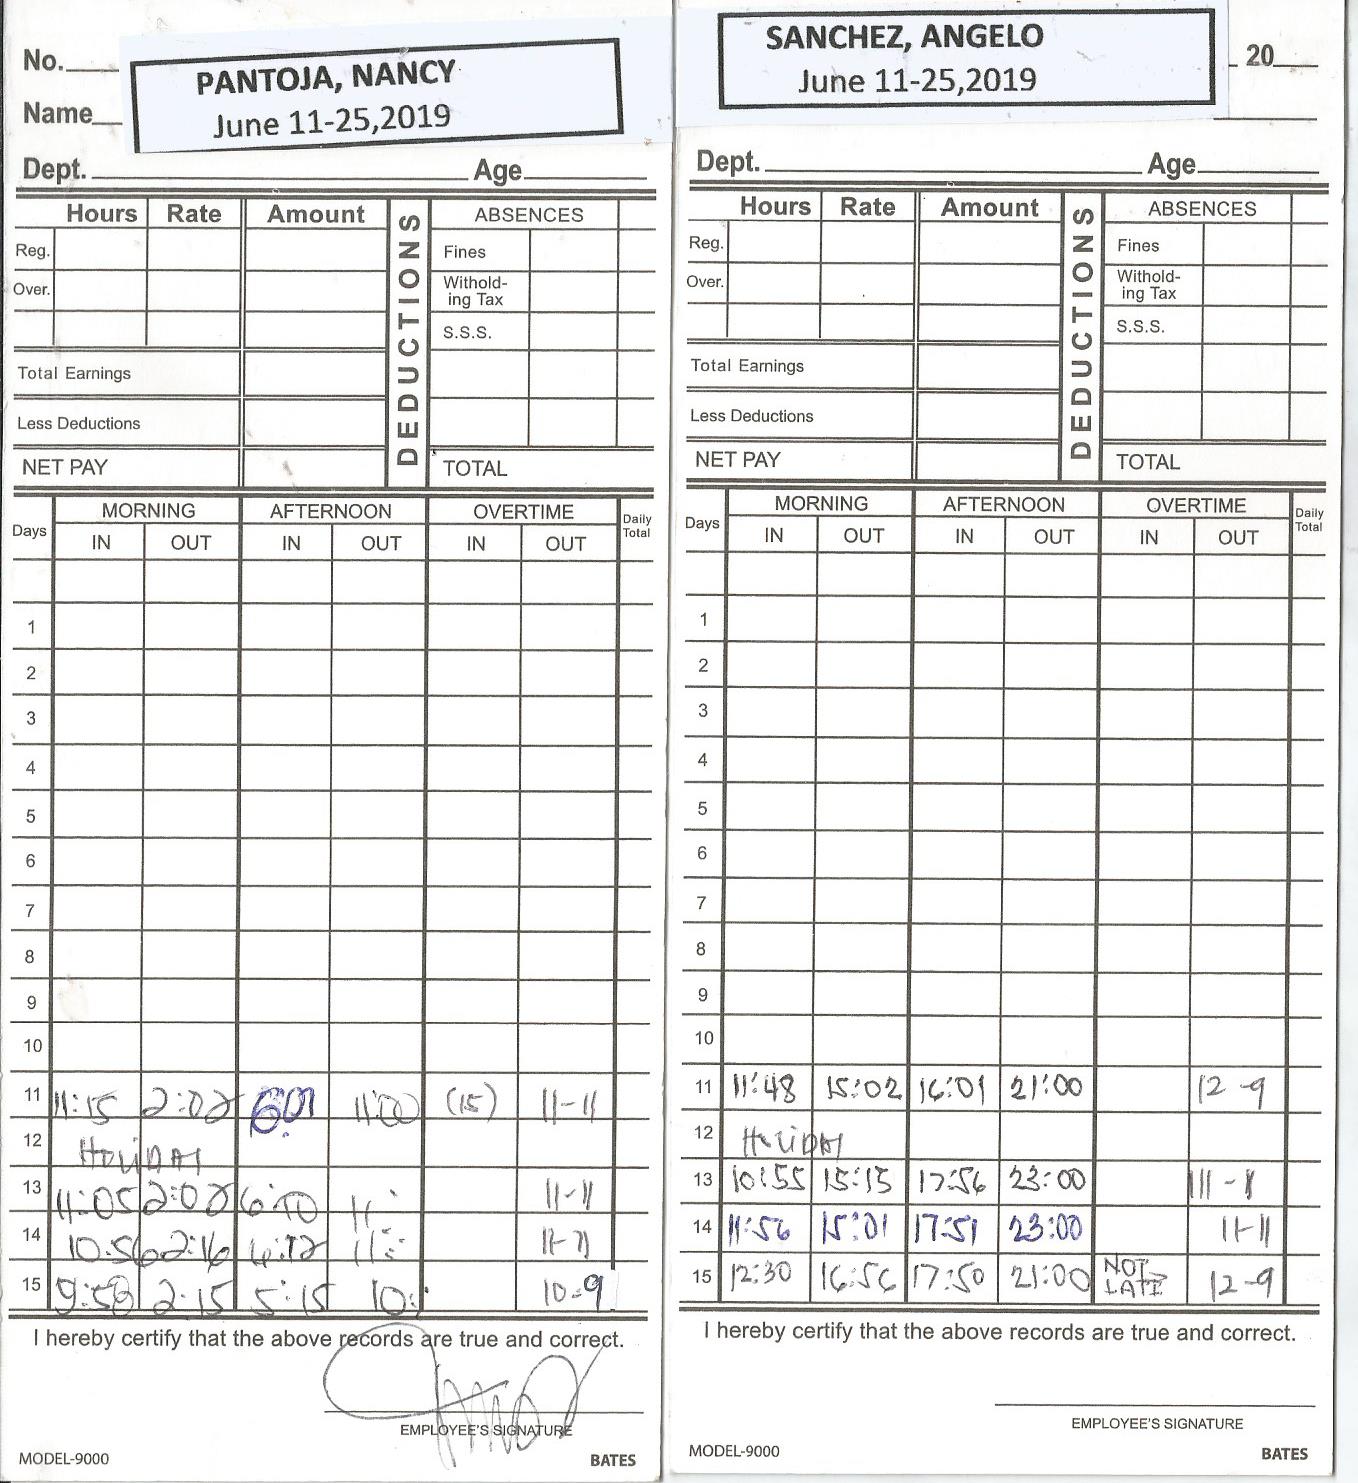 No.
PANTOJA, NANCY
June 11-25,2019
Name
Dept. Age
Hours Rate Amount DEDUCTIONS ABSENCES
Reg. Fines
Over. Withold-
ing Tax
S.S.S.
Total Earnings
Less Deductions
NET PAY TOTAL
Days MORNING AFTERNOON OVERTIME Daily
Total
IN OUT IN OUT IN OUT
1
2
3
4
5
6
7
8
9
10
11 11:15 2:02 6:01 11:00 (15) 11-11
12 HOLIDAY
13 11:05 2:02 6:10 11: 11-11
14 10:56 2:16 6:12 11: 11-11
15 9:58 2:15 5:15 10: 10-9
I hereby certify that the above records are true and correct.
EMPLOYEE'S SIGNATURE
MODEL-9000 BATES
SANCHEZ, ANGELO
June 11-25,2019
20
Dept. Age
Hours Rate Amount DEDUCTIONS ABSENCES
Reg. Fines
Over. Withold-
ing Tax
S.S.S.
Total Earnings
Less Deductions
NET PAY TOTAL
Days MORNING AFTERNOON OVERTIME Daily
Total
IN OUT IN OUT IN OUT
1
2
3
4
5
6
7
8
9
10
11 11:48 15:02 16:01 21:00 12-9
12 HOLIDAY
13 10:55 15:15 17:56 23:00 11-11
14 11:56 15:01 17:51 23:00 11-11
15 12:30 16:56 17:50 21:00 NOT
LATE 12-9
I hereby certify that the above records are true and correct.
EMPLOYEE'S SIGNATURE
MODEL-9000 BATES